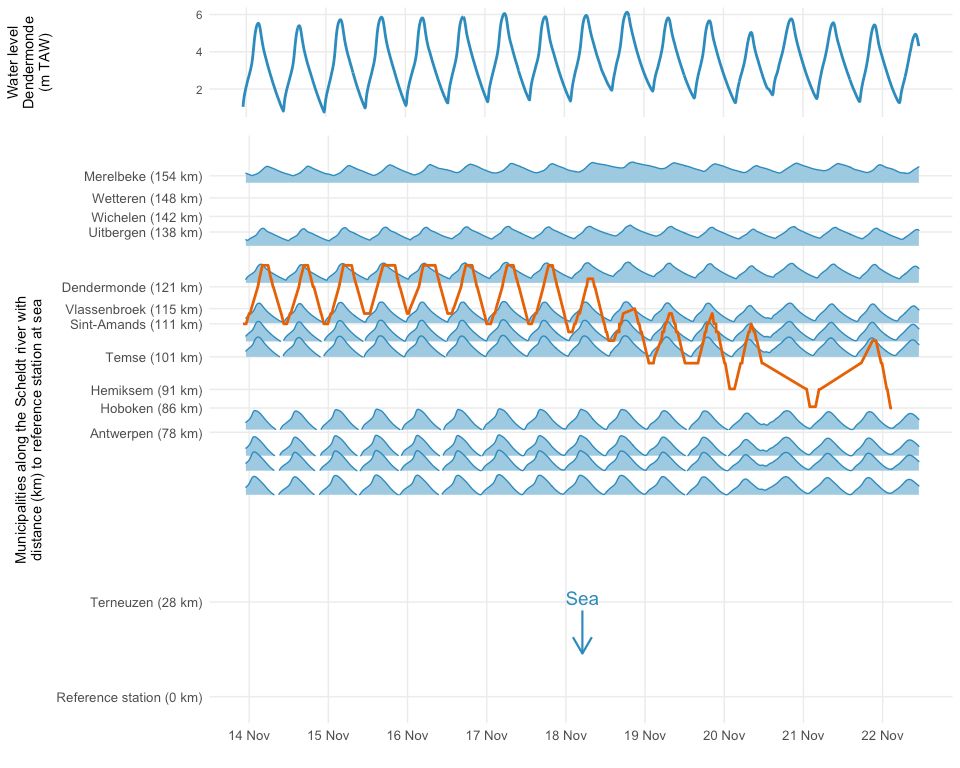 Water level
Dendermonde
(m TAW)
6
4
2
Municipalities along the Scheldt river with
distance (km) to reference station at sea
Merelbeke (154 km)
Wetteren (148 km)
Wichelen (142 km)
Uitbergen (138 km)
Dendermonde (121 km)
Vlassenbroek (115 km)
Sint-Amands (111 km)
Temse (101 km)
Hemiksem (91 km)
Hoboken (86 km)
Antwerpen (78 km)
Terneuzen (28 km)
Reference station (0 km)
Sea
14 Nov 15 Nov 16 Nov 17 Nov 18 Nov 19 Nov 20 Nov 21 Nov 22 Nov